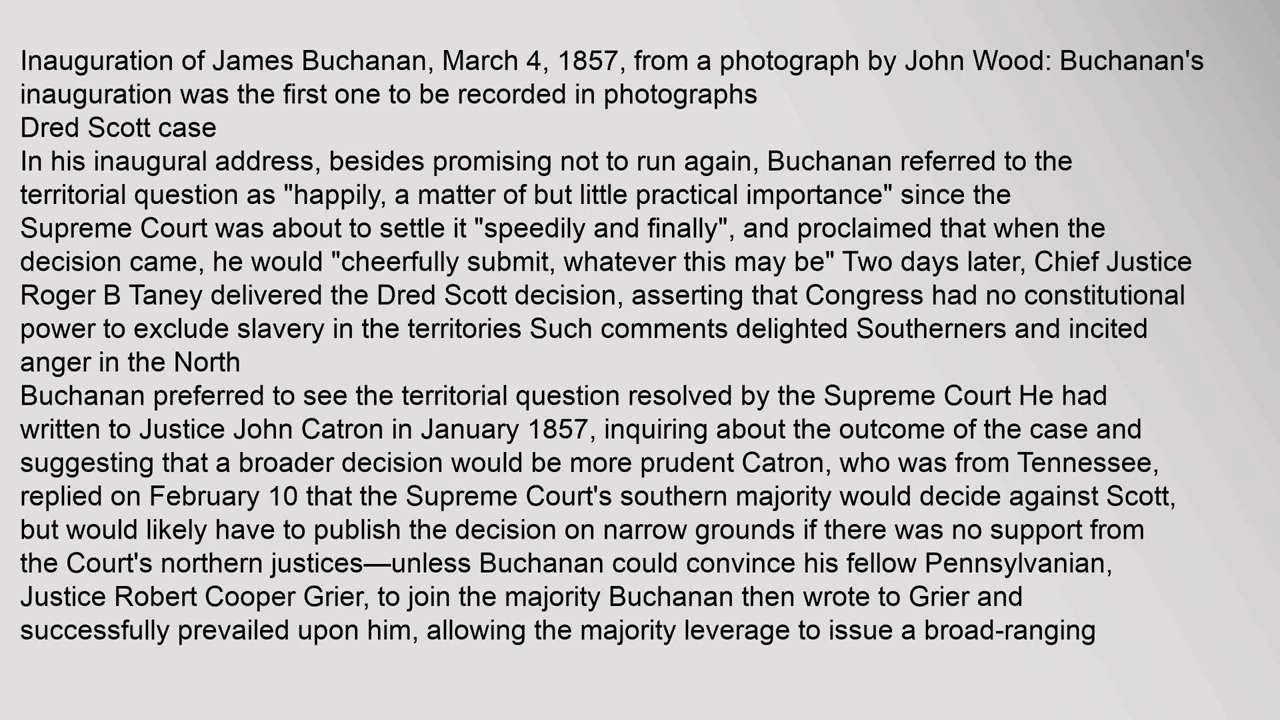 Inauguration of James Buchanan, March 4, 1857, from a photograph by John Wood: Buchanan's
inauguration was the first one to be recorded in photographs
Dred Scott case
In his inaugural address, besides promising not to run again, Buchanan referred to the
territorial question as "happily, a matter of but little practical importance" since the
Supreme Court was about to settle it "speedily and finally", and proclaimed that when the
decision came, he would "cheerfully submit, whatever this may be" Two days later, Chief Justice
Roger B Taney delivered the Dred Scott decision, asserting that Congress had no constitutional
power to exclude slavery in the territories Such comments delighted Southerners and incited
anger in the North
Buchanan preferred to see the territorial question resolved by the Supreme Court He had
written to Justice John Catron in January 1857, inquiring about the outcome of the case and
suggesting that a broader decision would be more prudent Catron, who was from Tennessee,
replied on February 10 that the Supreme Court's southern majority would decide against Scott,
but would likely have to publish the decision on narrow grounds if there was no support from
the Court's northern justices—unless Buchanan could convince his fellow Pennsylvanian,
Justice Robert Cooper Grier, to join the majority Buchanan then wrote to Grier and
successfully prevailed upon him, allowing the majority leverage to issue a broad-ranging